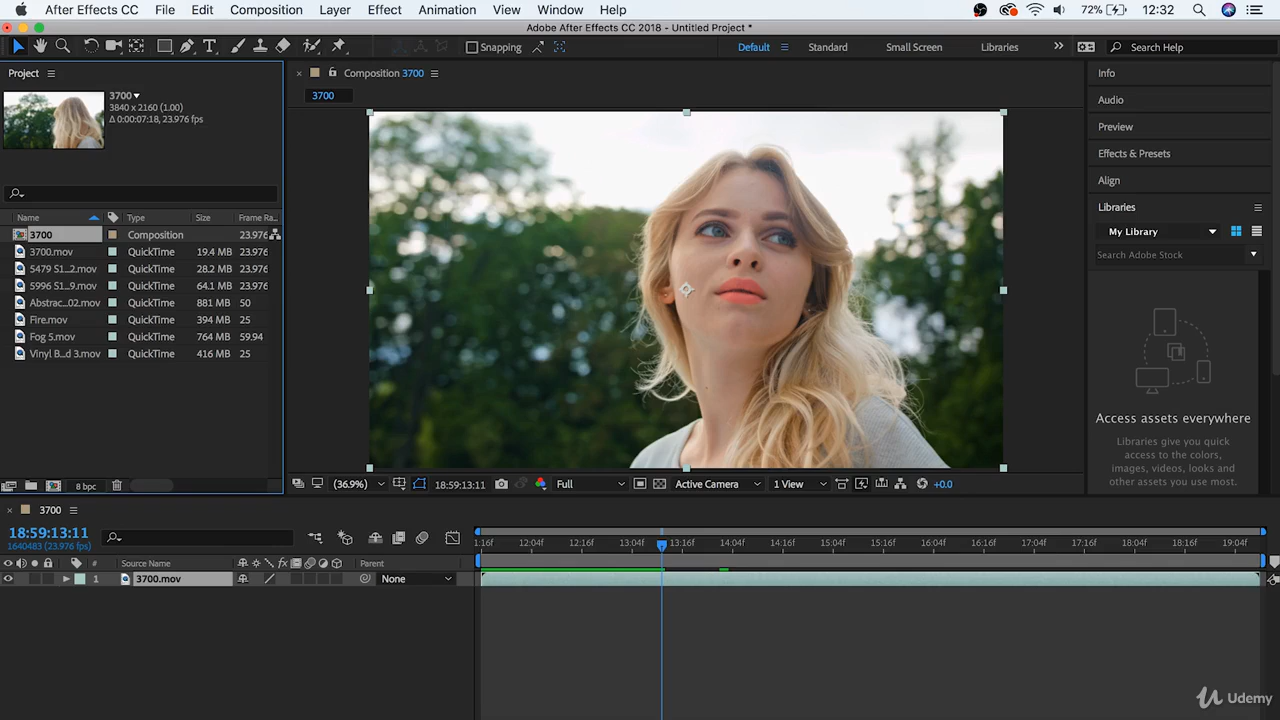 After Effects CC File Edit Composition Layer Effect Animation View Window Help 72% 12:32
Adobe After Effects CC 2018 - Untitled Project *
Snapping Default Standard Small Screen Libraries Search Help
Project
3700
3840 x 2160 (1.00)
Δ 0:00:07:18, 23.976 fps
Name Type Size Frame Ra...
3700 Composition 23.976
3700.mov QuickTime 19.4 MB 23.976
5479 S1...2.mov QuickTime 28.2 MB 23.976
5996 S1...9.mov QuickTime 64.1 MB 23.976
Abstrac...02.mov QuickTime 881 MB 50
Fire.mov QuickTime 394 MB 25
Fog 5.mov QuickTime 764 MB 59.94
Vinyl B...d 3.mov QuickTime 416 MB 25
8 bpc
Composition 3700
3700
(36.9%) 18:59:13:11 Full Active Camera 1 View +0.0
Info
Audio
Preview
Effects & Presets
Align
Libraries
My Library
Search Adobe Stock
Access assets everywhere
Libraries give you quick
access to the colors,
images, videos, looks and
other assets you use most.
3700
18:59:13:11
1640483 (23.976 fps)
# Source Name Parent
1 3700.mov None
1:16f 12:04f 12:16f 13:04f 13:16f 14:04f 14:16f 15:04f 15:16f 16:04f 16:16f 17:04f 17:16f 18:04f 18:16f 19:04f
Udemy